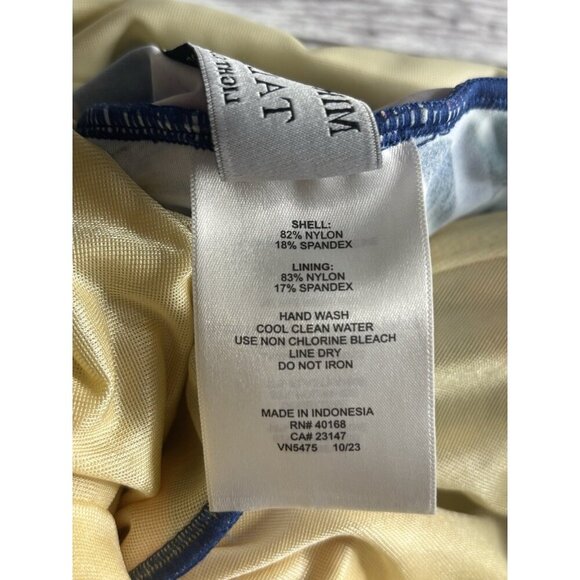 SHELL:
82% NYLON
18% SPANDEX
LINING:
83% NYLON
17% SPANDEX
HAND WASH
COOL CLEAN WATER
USE NON CHLORINE BLEACH
LINE DRY
DO NOT IRON
MADE IN INDONESIA
RN# 40168
CA# 23147
VN5475 10/23